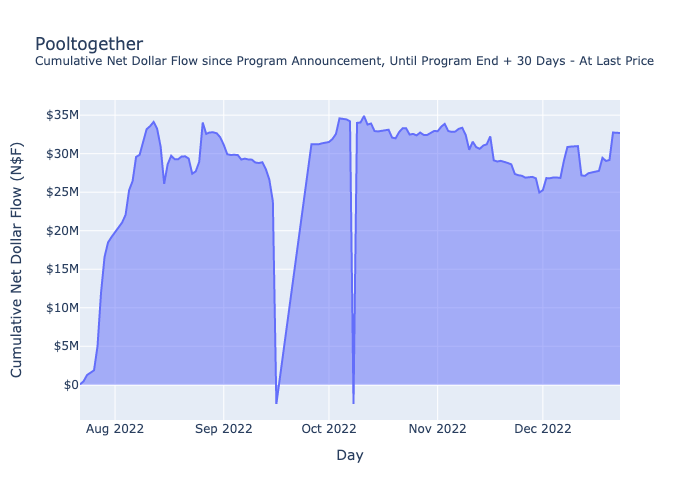 Pooltogether
Cumulative Net Dollar Flow since Program Announcement, Until Program End + 30 Days - At Last Price
Cumulative Net Dollar Flow (N$F)
$35M
$30M
$25M
$20M
$15M
$10M
$5M
$0
Aug 2022
Sep 2022
Oct 2022
Nov 2022
Dec 2022
Day